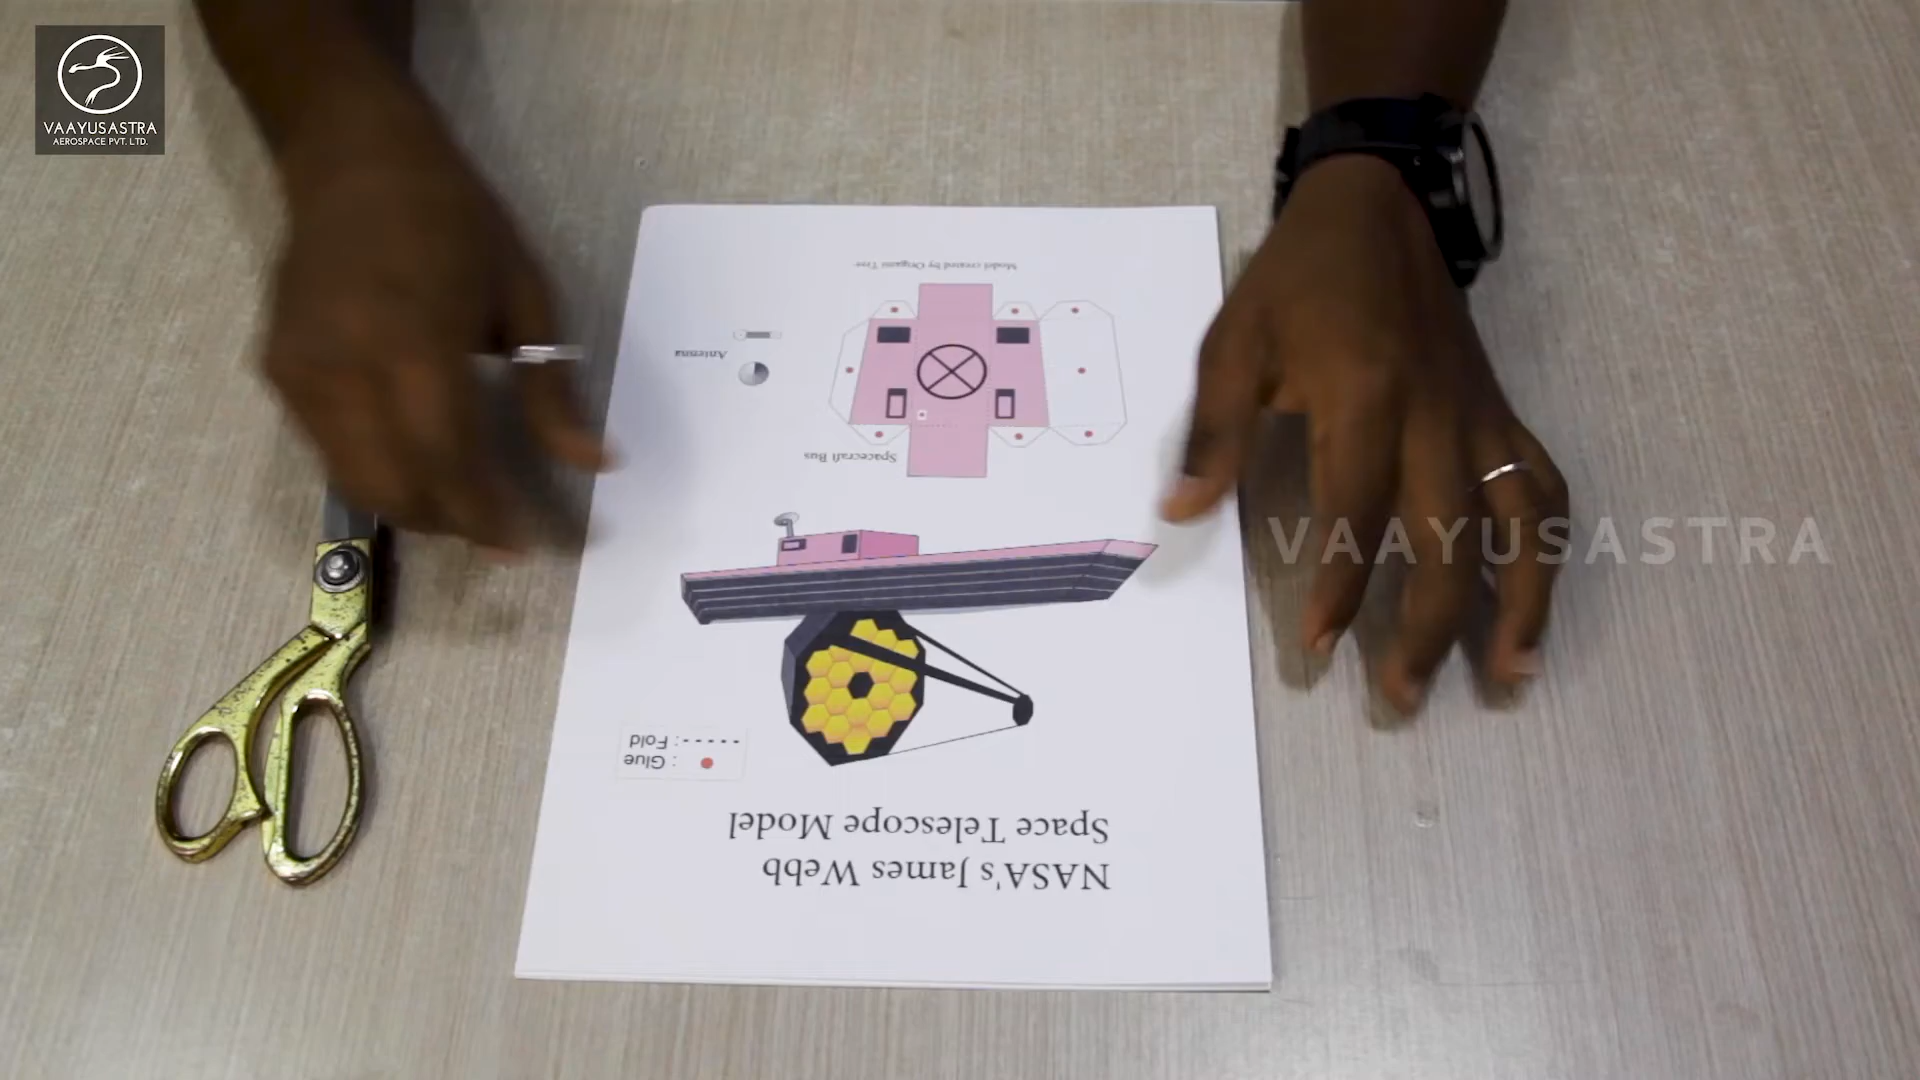 VAAYUSASTRA
AEROSPACE PVT. LTD.
NASA's James Webb
Space Telescope Model
: Glue
: Fold
Spacecraft Bus
Antenna
Model created by Origami Tree
VAAYUSASTRA